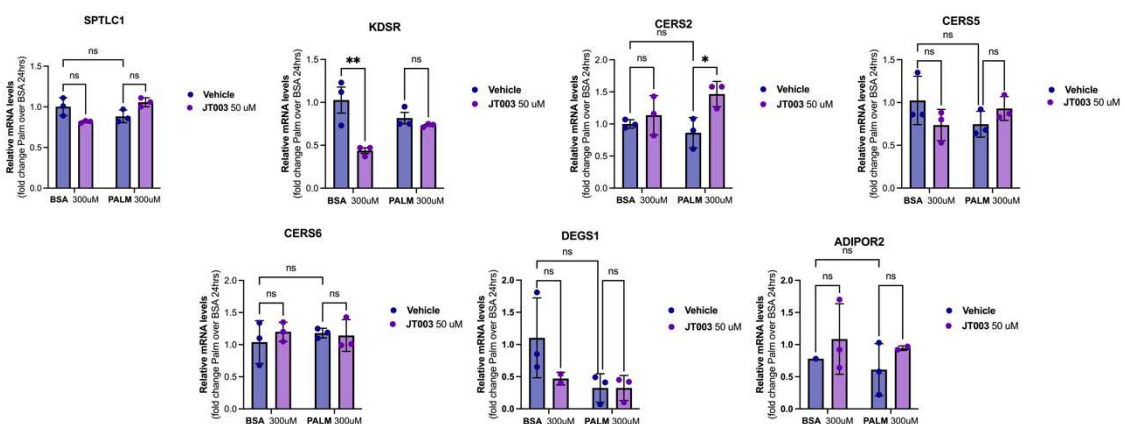 SPTLC1
Relative mRNA levels
(fold change Palm over BSA 24hrs)
1.5
1.0
0.5
0.0
ns
ns
ns
BSA 300uM PALM 300uM
Vehicle
JT003 50 uM
KDSR
Relative mRNA levels
(fold change Palm over BSA 24hrs)
1.5
1.0
0.5
0.0
**
ns
BSA 300uM PALM 300uM
Vehicle
JT003 50 uM
CERS2
Relative mRNA levels
(fold change Palm over BSA 24hrs)
2.0
1.5
1.0
0.5
0.0
ns
ns
*
BSA 300uM PALM 300uM
Vehicle
JT003 50 uM
CERS5
Relative mRNA levels
(fold change Palm over BSA 24hrs)
1.5
1.0
0.5
0.0
ns
ns
ns
BSA 300uM PALM 300uM
Vehicle
JT003 50 uM
CERS6
Relative mRNA levels
(fold change Palm over BSA 24hrs)
2.0
1.5
1.0
0.5
0.0
ns
ns
ns
BSA 300uM PALM 300uM
Vehicle
JT003 50 uM
DEGS1
Relative mRNA levels
(fold change Palm over BSA 24hrs)
2.0
1.5
1.0
0.5
0.0
ns
ns
ns
BSA 300uM PALM 300uM
Vehicle
JT003 50 uM
ADIPOR2
Relative mRNA levels
(fold change Palm over BSA 24hrs)
2.0
1.5
1.0
0.5
0.0
ns
ns
ns
BSA 300uM PALM 300uM
Vehicle
JT003 50 uM